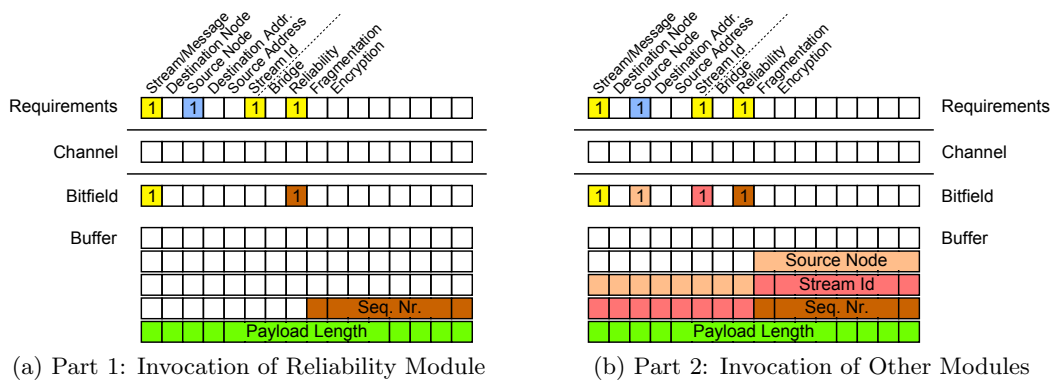 Stream/Message
Destination Node
Source Node
Destination Addr.
Source Address
Stream Id
Bridge
Reliability
Fragmentation
Encryption
Requirements
1 1 1 1
Channel
Bitfield
1 1
Buffer
Seq. Nr.
Payload Length
(a) Part 1: Invocation of Reliability Module
Stream/Message
Destination Node
Source Node
Destination Addr.
Source Address
Stream Id
Bridge
Reliability
Fragmentation
Encryption
1 1 1 1
Requirements
Channel
1 1 1 1
Bitfield
Buffer
Source Node
Stream Id
Seq. Nr.
Payload Length
(b) Part 2: Invocation of Other Modules